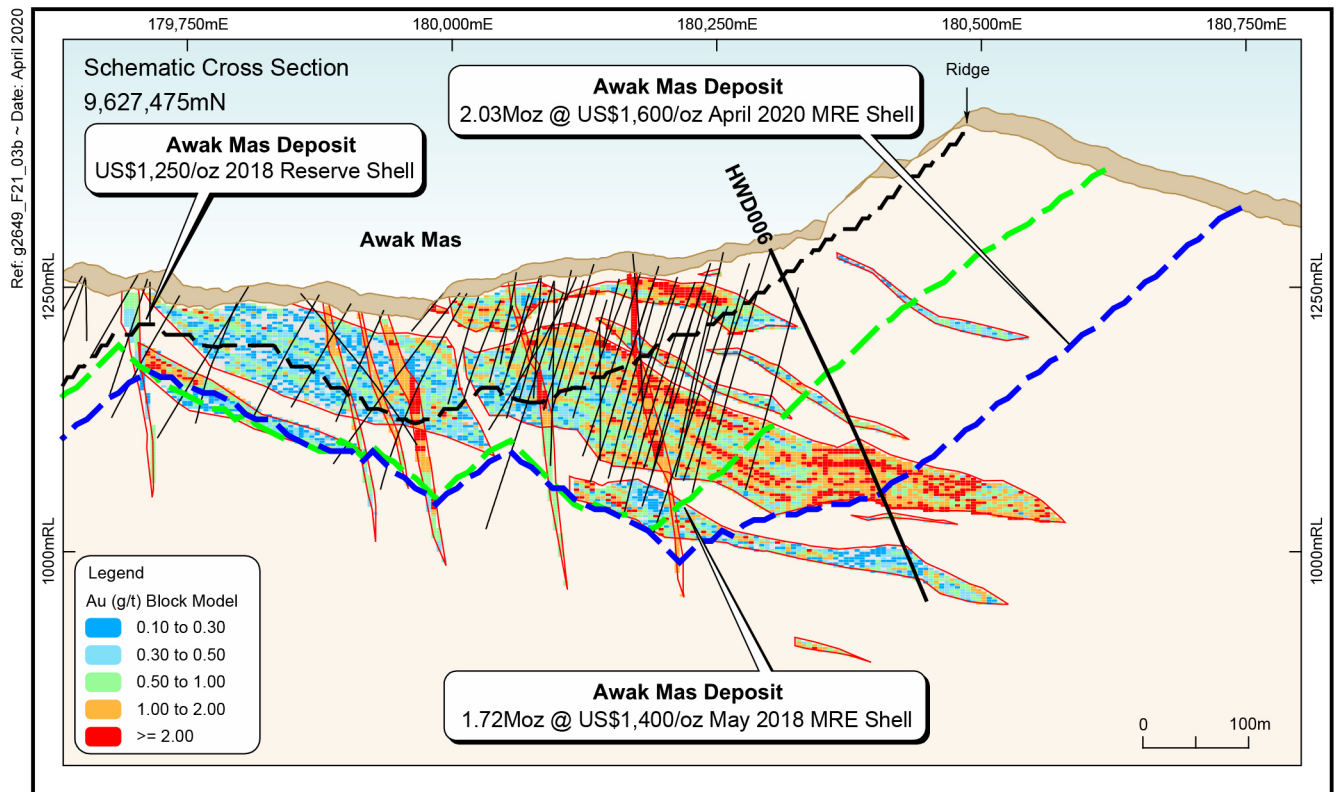 179,750mE
180,000mE
180,250mE
180,500mE
180,750mE
Ref: g2649_F21_03b ~ Date: April 2020
Schematic Cross Section
9,627,475mN
Awak Mas Deposit
2.03Moz @ US$1,600/oz April 2020 MRE Shell
Ridge
Awak Mas Deposit
US$1,250/oz 2018 Reserve Shell
HWD006
Awak Mas
1250mRL
1250mRL
1000mRL
1000mRL
Legend
Au (g/t) Block Model
0.10 to 0.30
0.30 to 0.50
0.50 to 1.00
1.00 to 2.00
>= 2.00
Awak Mas Deposit
1.72Moz @ US$1,400/oz May 2018 MRE Shell
0
100m